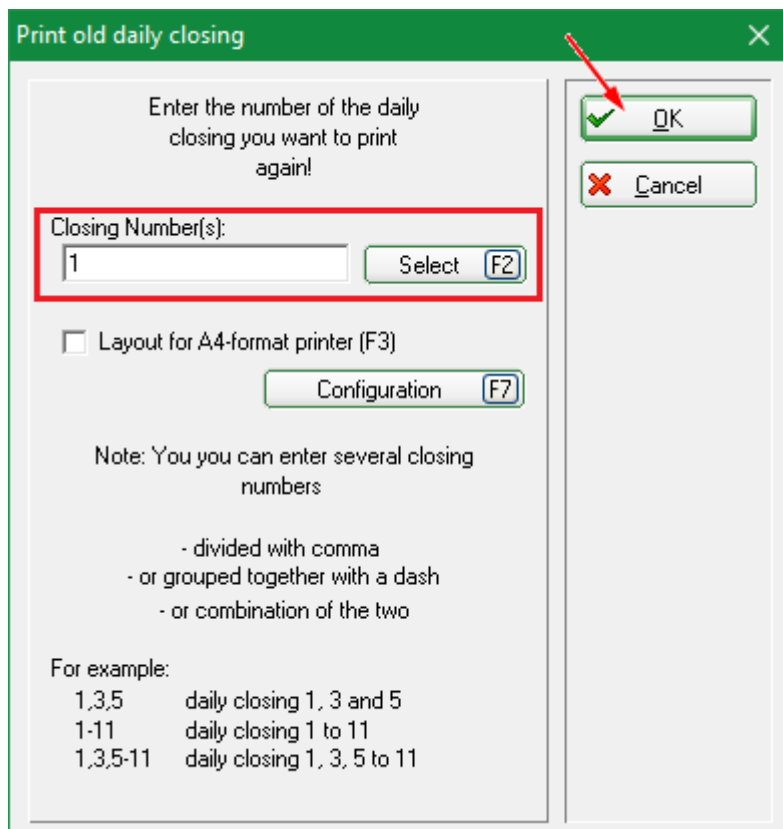 Print old daily closing
Enter the number of the daily
closing you want to print
again!
OK
Cancel
Closing Number(s):
1
Select F2
Layout for A4-format printer (F3)
Configuration F7
Note: You you can enter several closing
numbers
- divided with comma
- or grouped together with a dash
- or combination of the two
For example:
1,3,5 daily closing 1, 3 and 5
1-11 daily closing 1 to 11
1,3,5-11 daily closing 1, 3, 5 to 11